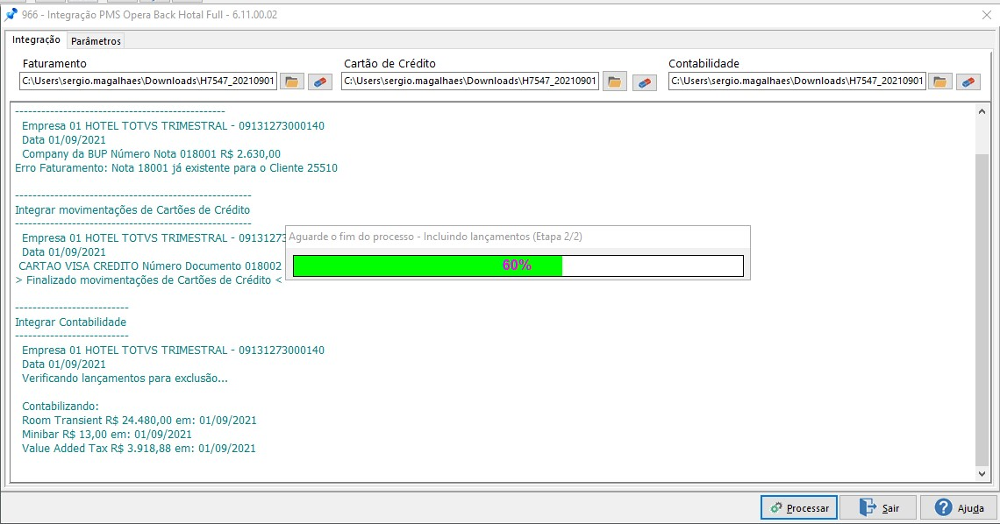 966 - Integração PMS Opera Back Hotal Full - 6.11.00.02
Integração
Parâmetros
Faturamento
Cartão de Crédito
Contabilidade
C:\Users\sergio.magalhaes\Downloads\H7547_20210901
C:\Users\sergio.magalhaes\Downloads\H7547_20210901
C:\Users\sergio.magalhaes\Downloads\H7547_20210901
------------------------------------------------
Empresa 01 HOTEL TOTVS TRIMESTRAL - 09131273000140
Data 01/09/2021
Company da BUP Número Nota 018001 R$ 2.630,00
Erro Faturamento: Nota 18001 já existente para o Cliente 25510
------------------------------------------------------
Integrar movimentações de Cartões de Crédito
------------------------------------------------------
Empresa 01 HOTEL TOTVS TRIMESTRAL - 0913127
Data 01/09/2021
CARTAO VISA CREDITO Número Documento 018002
> Finalizado movimentações de Cartões de Crédito <
Aguarde o fim do processo - Incluindo lançamentos (Etapa 2/2)
60%
--------------------------
Integrar Contabilidade
--------------------------
Empresa 01 HOTEL TOTVS TRIMESTRAL - 09131273000140
Data 01/09/2021
Verificando lançamentos para exclusão...
Contabilizando:
Room Transient R$ 24.480,00 em: 01/09/2021
Minibar R$ 13,00 em: 01/09/2021
Value Added Tax R$ 3.918,88 em: 01/09/2021
Processar
Sair
Ajuda